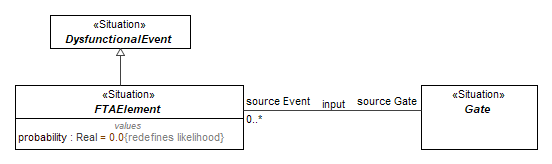 «Situation»
DysfunctionalEvent
«Situation»
FTAElement
values
probability : Real = 0.0{redefines likelihood}
source Event
input
source Gate
0..*
«Situation»
Gate